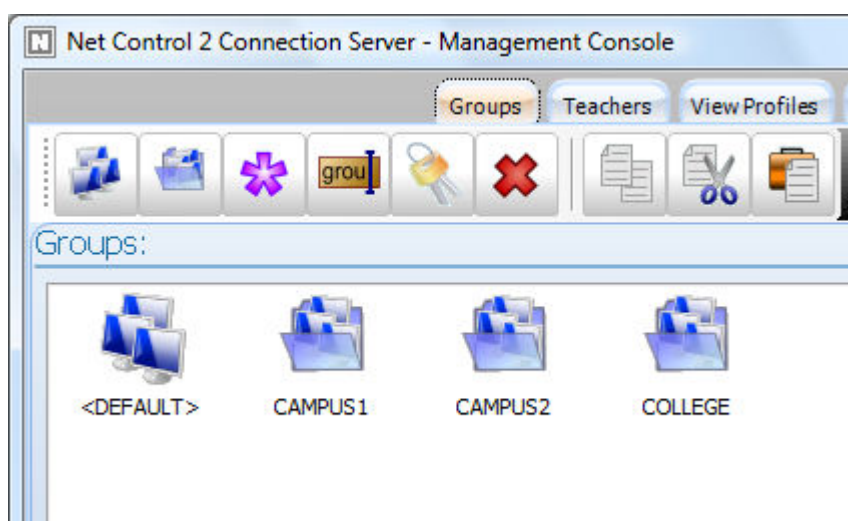 N Net Control 2 Connection Server - Management Console
Groups Teachers View Profiles
grou
Groups:
<DEFAULT> CAMPUS1 CAMPUS2 COLLEGE